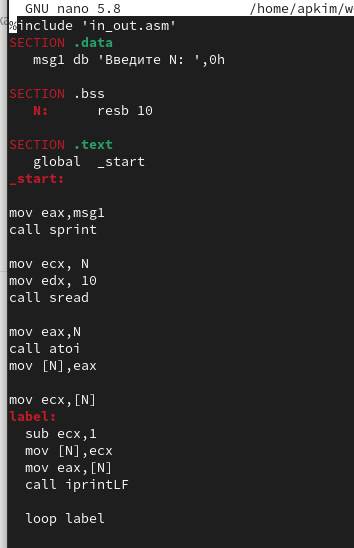 GNU nano 5.8 /home/apkim/w
%include 'in_out.asm'
SECTION .data
msg1 db 'Введите N: ',0h
SECTION .bss
N: resb 10
SECTION .text
global _start
_start:
mov eax,msg1
call sprint
mov ecx, N
mov edx, 10
call sread
mov eax,N
call atoi
mov [N],eax
mov ecx,[N]
label:
sub ecx,1
mov [N],ecx
mov eax,[N]
call iprintLF
loop label